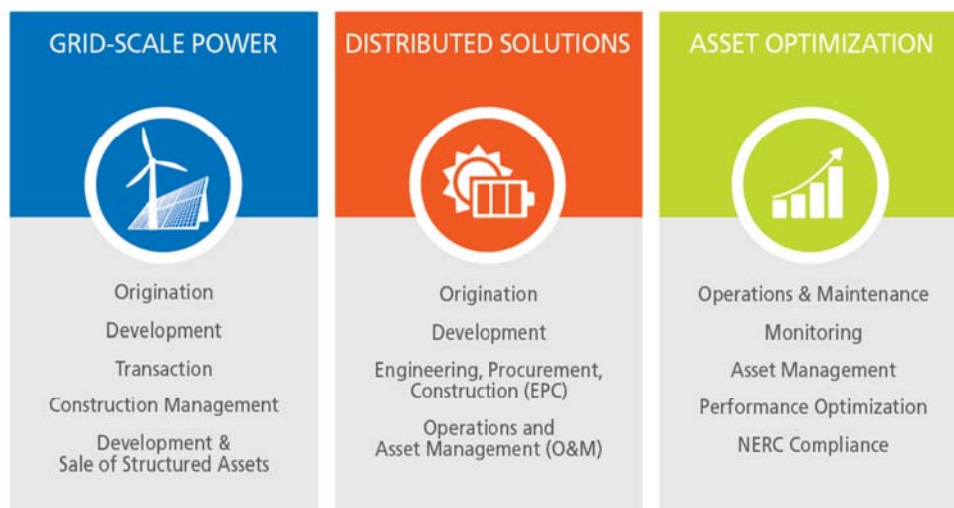 GRID-SCALE POWER
Origination
Development
Transaction
Construction Management
Development &
Sale of Structured Assets
DISTRIBUTED SOLUTIONS
Origination
Development
Engineering, Procurement,
Construction (EPC)
Operations and
Asset Management (O&M)
ASSET OPTIMIZATION
Operations & Maintenance
Monitoring
Asset Management
Performance Optimization
NERC Compliance